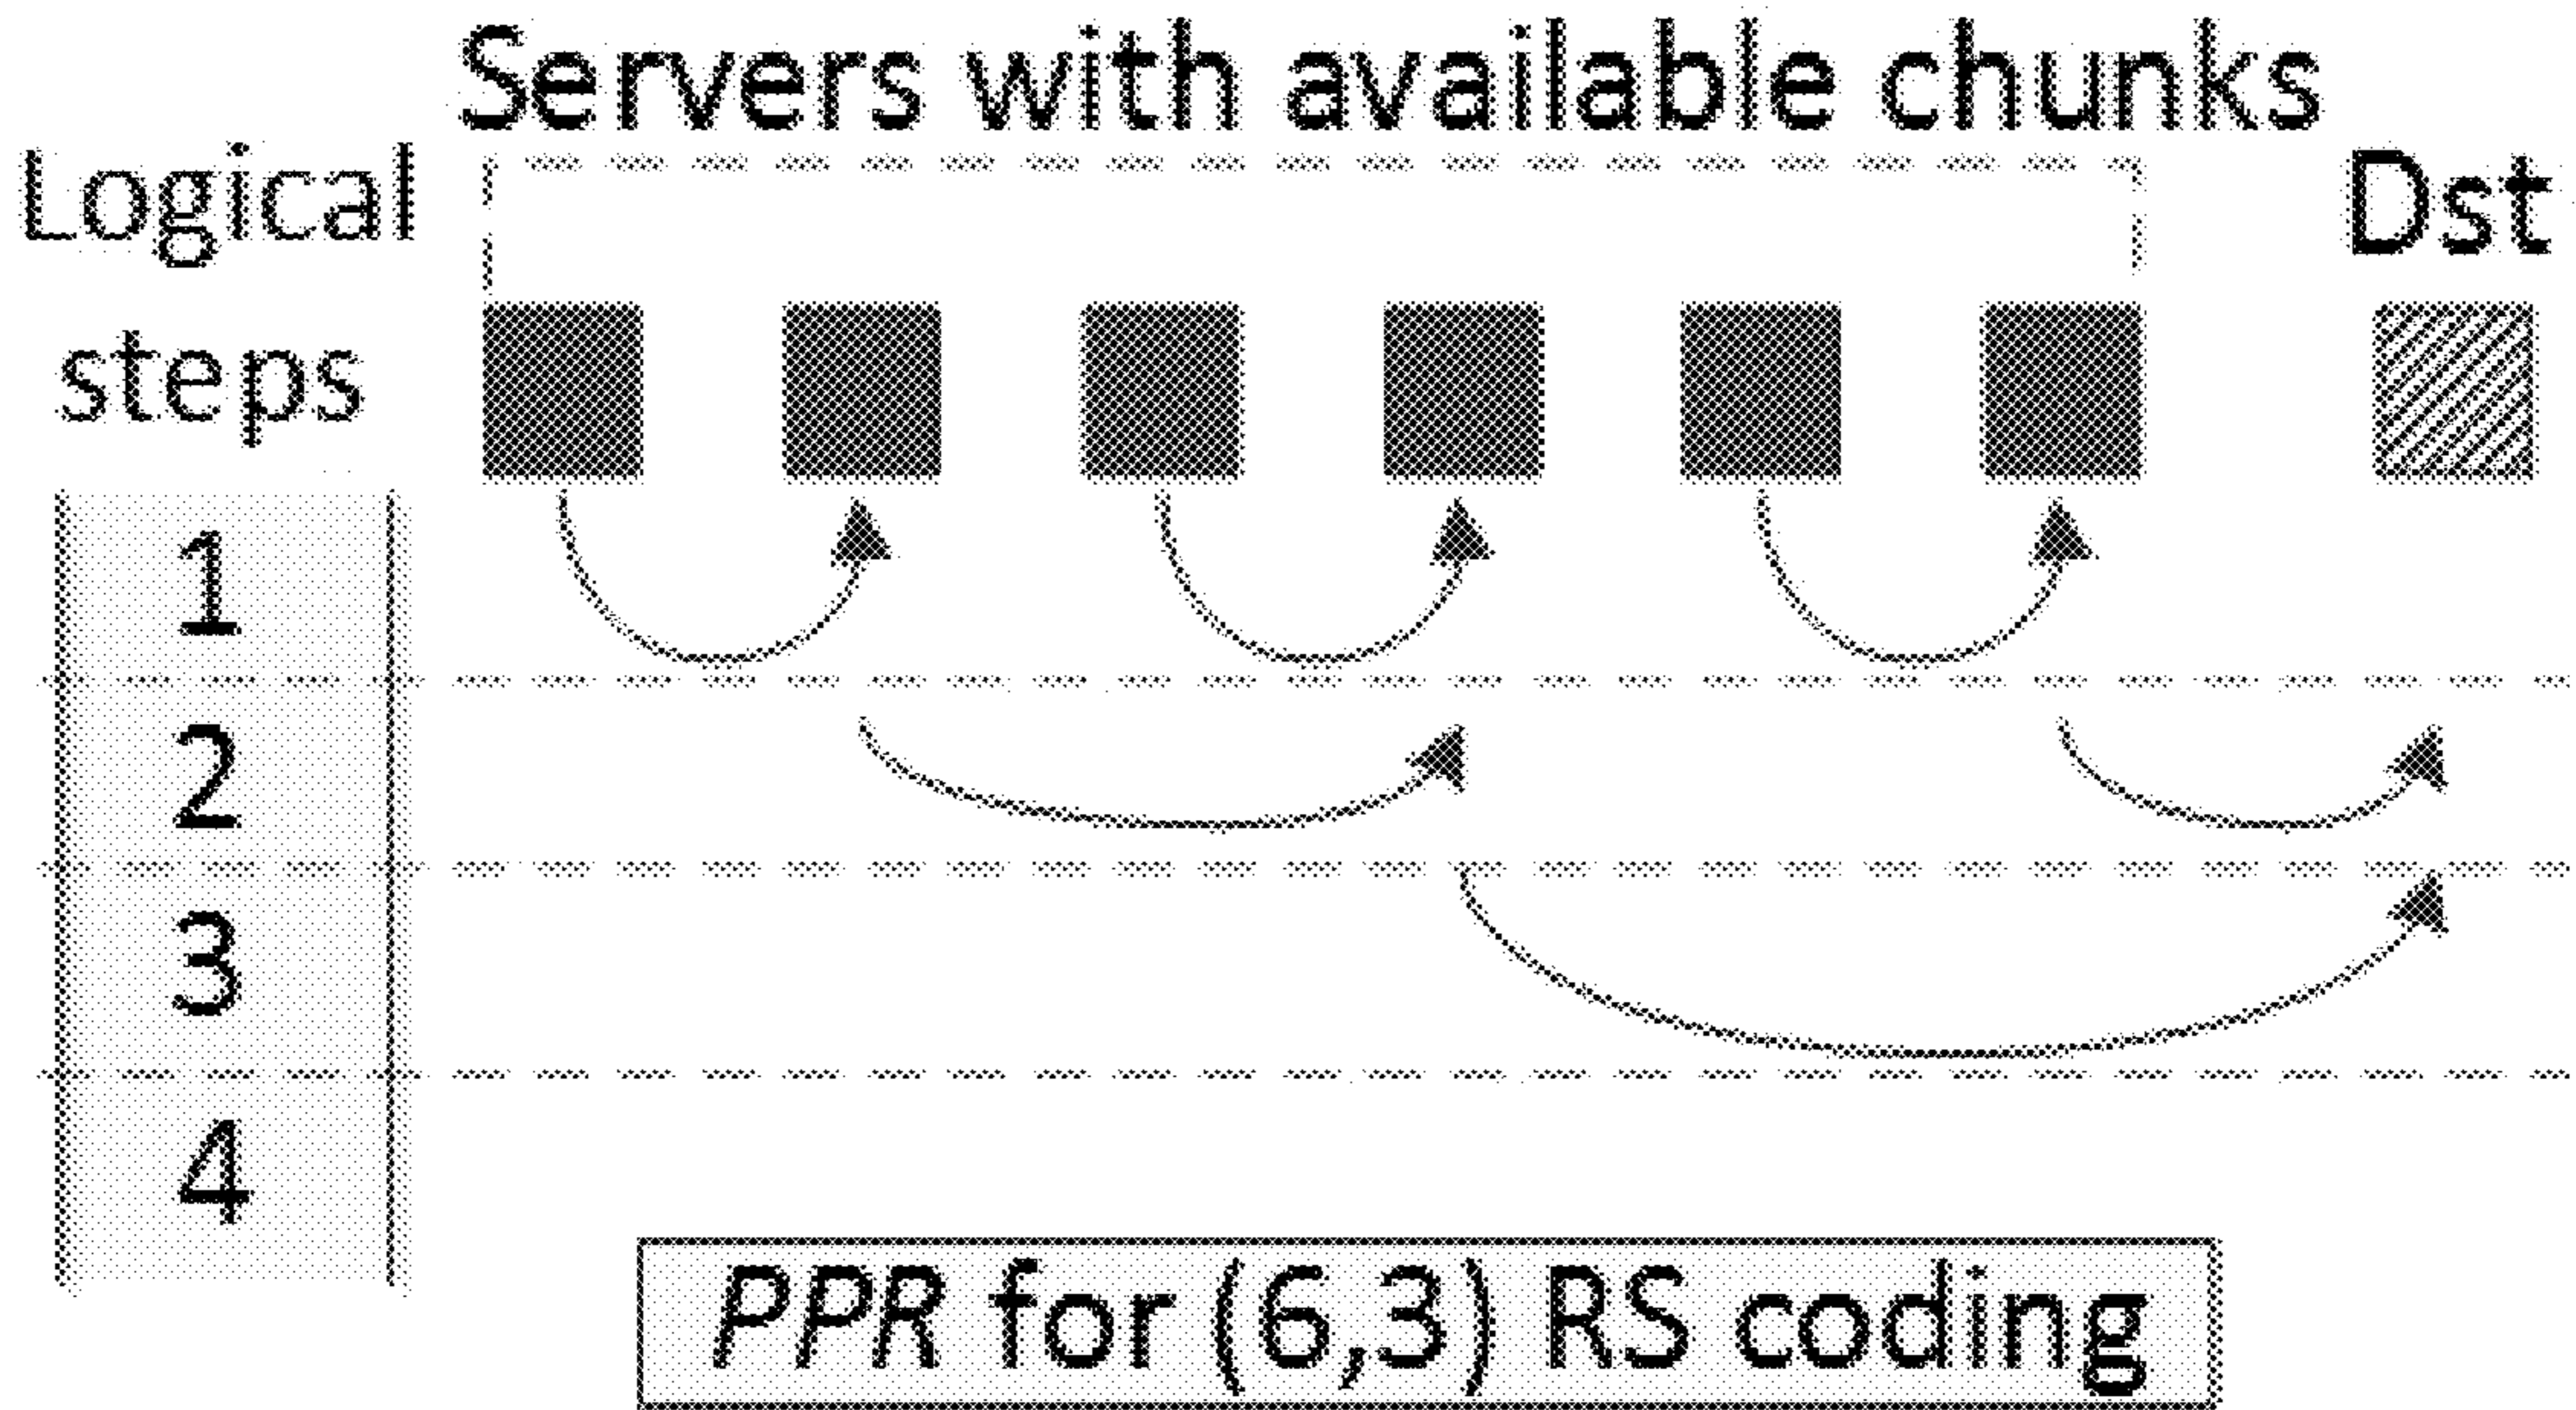 Servers with available chunks
Logical
steps
Dst
1
2
3
4
PPR for (6,3) RS coding